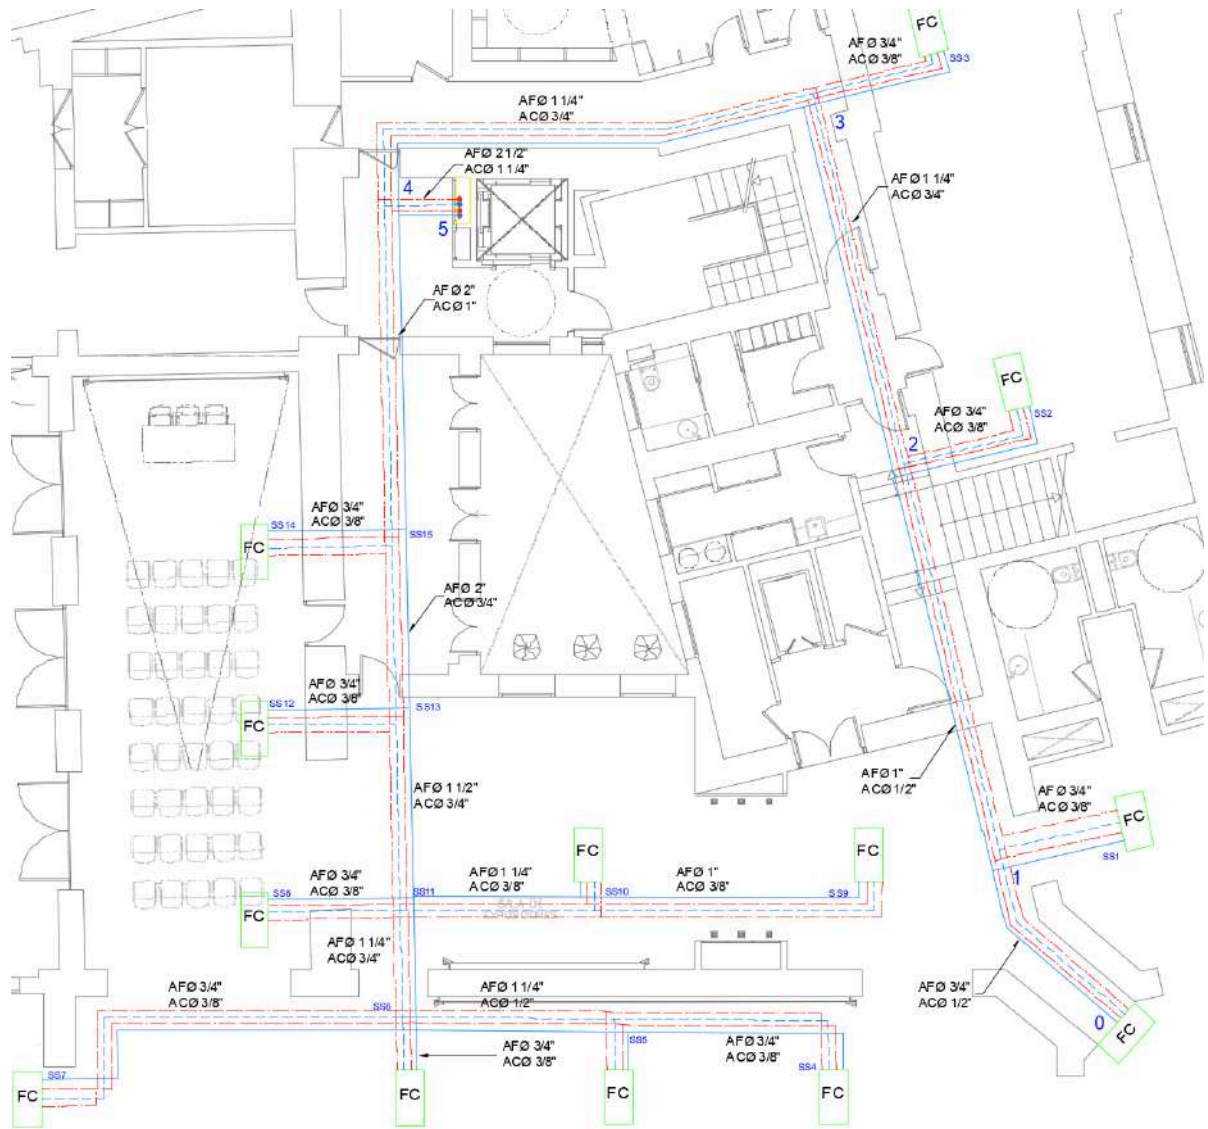 FC
AFØ 3/4"
ACØ 3/8"
SS3
AFØ 1 1/4"
ACØ 3/4"
3
AFØ 2 1/2"
ACØ 1 1/4"
4
AFØ 1 1/4"
ACØ 3/4"
5
AFØ 2"
ACØ 1"
FC
AFØ 3/4"
ACØ 3/8"
SS2
2
AFØ 3/4"
ACØ 3/8"
SS14
SS15
FC
AFØ 2"
ACØ 3/4"
AFØ 3/4"
ACØ 3/8"
SS12
SS13
FC
AFØ 1 1/2"
ACØ 3/4"
AFØ 1"
ACØ 1/2"
AFØ 3/4"
ACØ 3/8"
FC
SS1
FC
FC
AFØ 3/4"
ACØ 3/8"
AFØ 1 1/4"
ACØ 3/8"
AFØ 1"
ACØ 3/8"
1
SS8
SS11
SS10
SS9
FC
AFØ 1 1/4"
ACØ 3/4"
AFØ 3/4"
ACØ 3/8"
AFØ 1 1/4"
ACØ 1/2"
AFØ 3/4"
ACØ 1/2"
SS6
0
FC
SS5
AFØ 3/4"
ACØ 3/8"
AFØ 3/4"
ACØ 3/8"
SS7
SS4
FC
FC
FC
FC